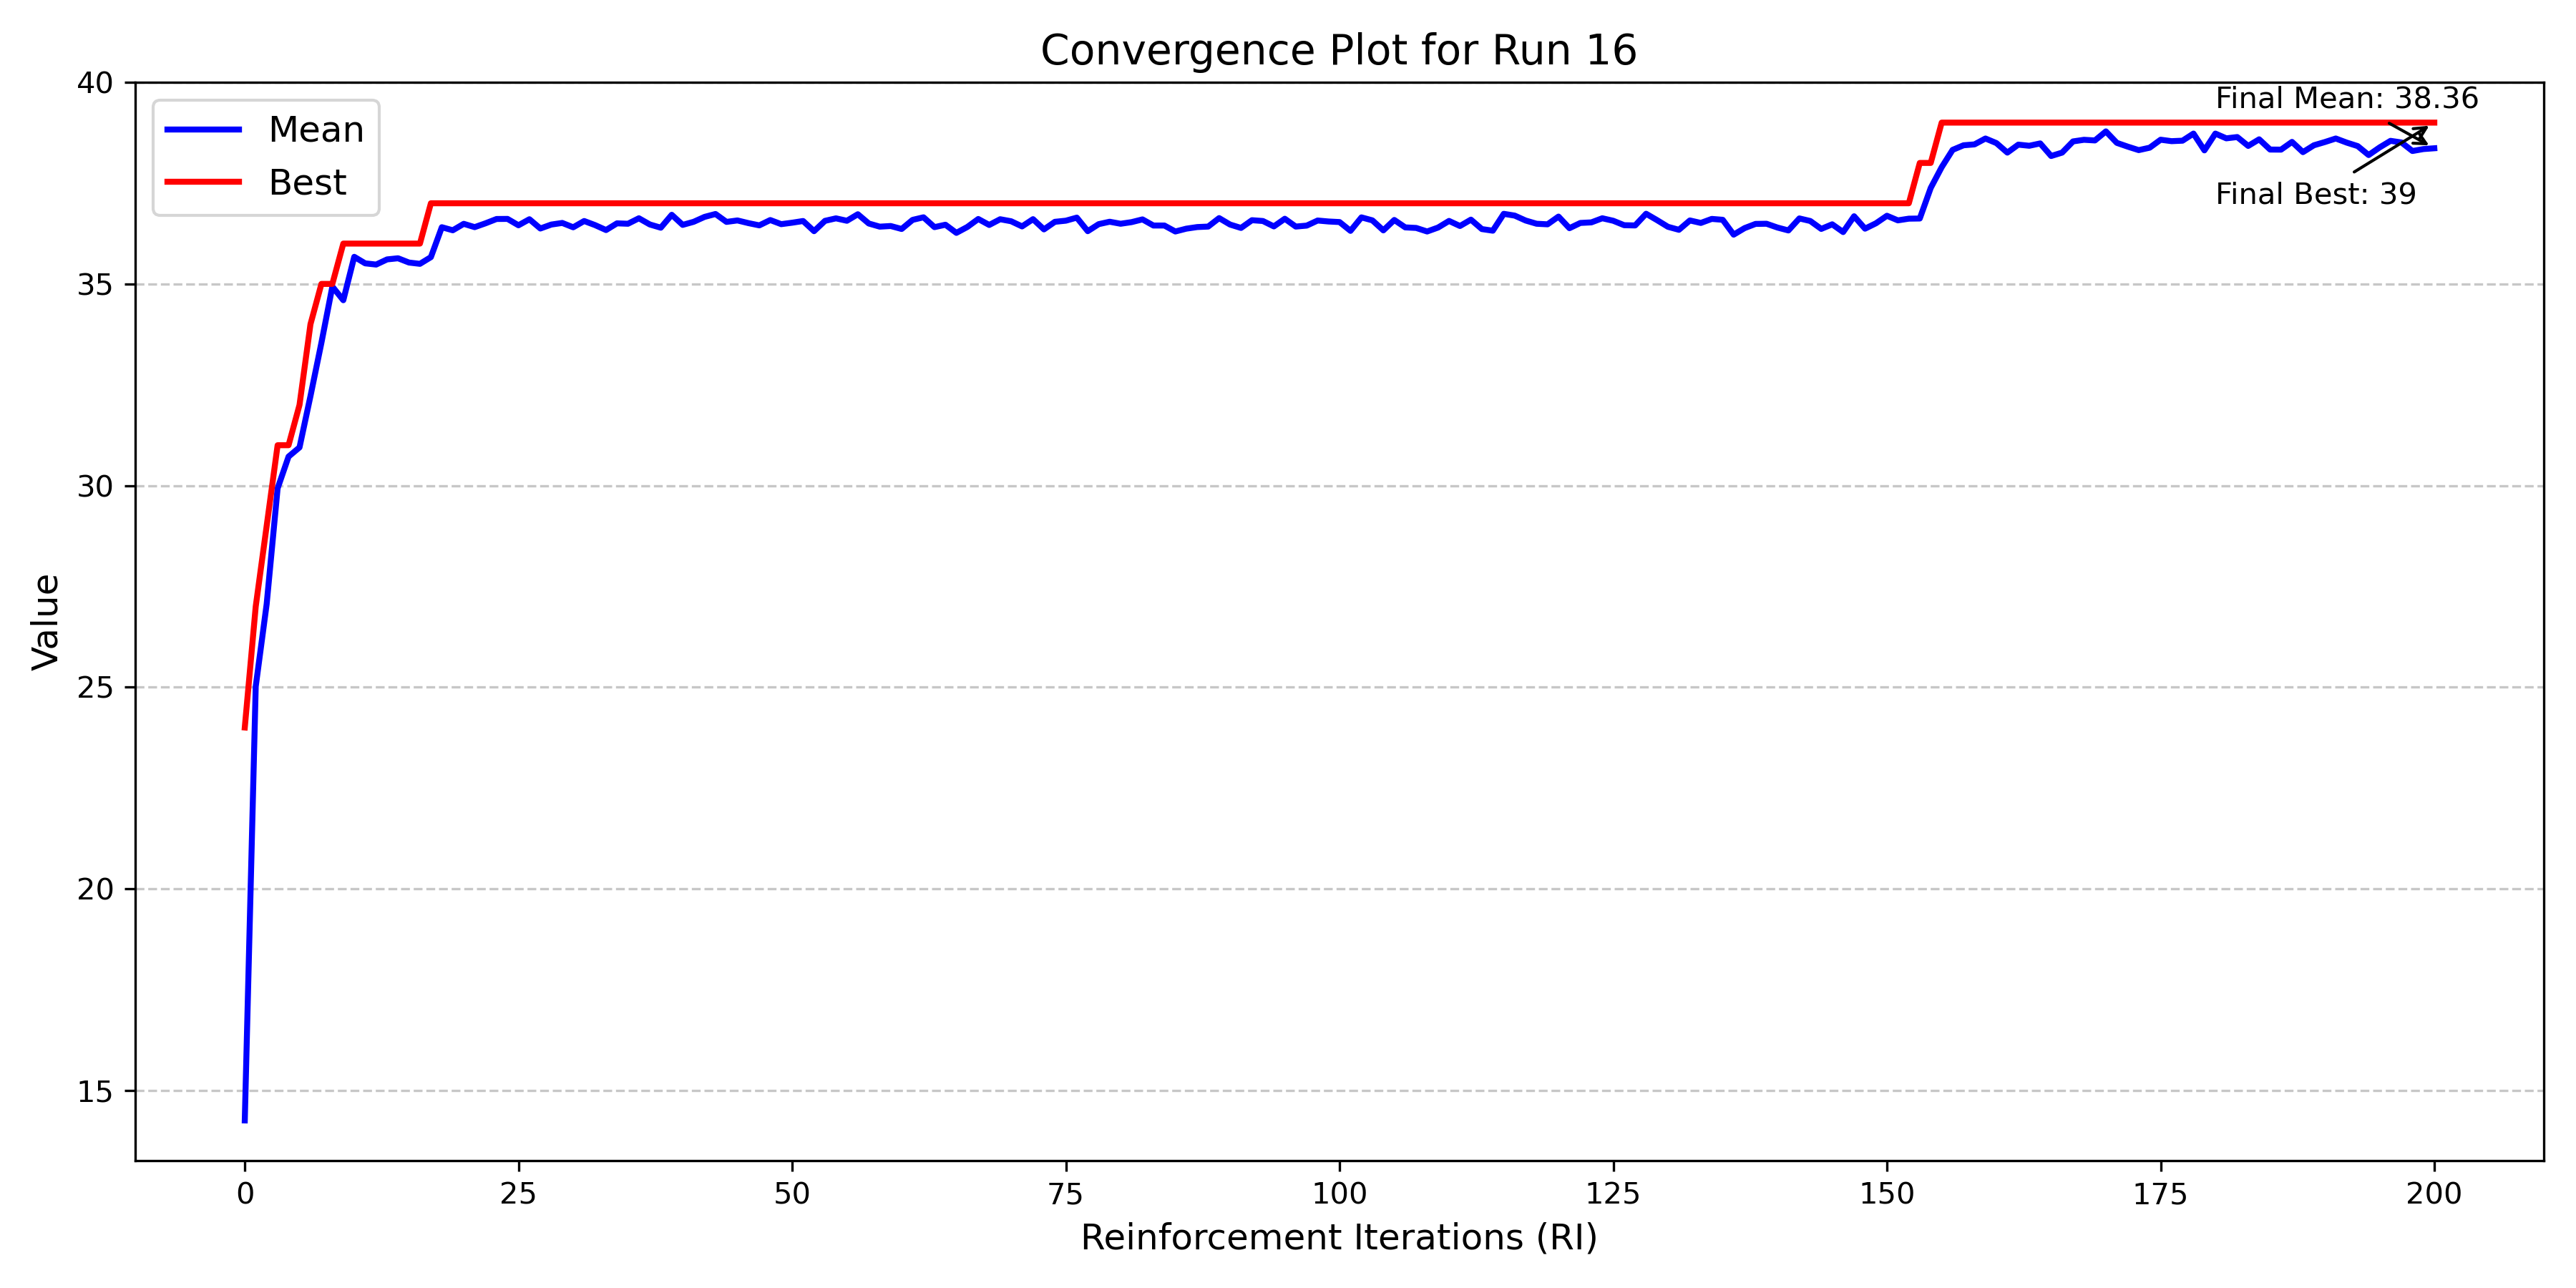 Convergence Plot for Run 16
Mean
Best
Final Mean: 38.36
Final Best: 39
Value
40
35
30
25
20
15
0 25 50 75 100 125 150 175 200
Reinforcement Iterations (RI)